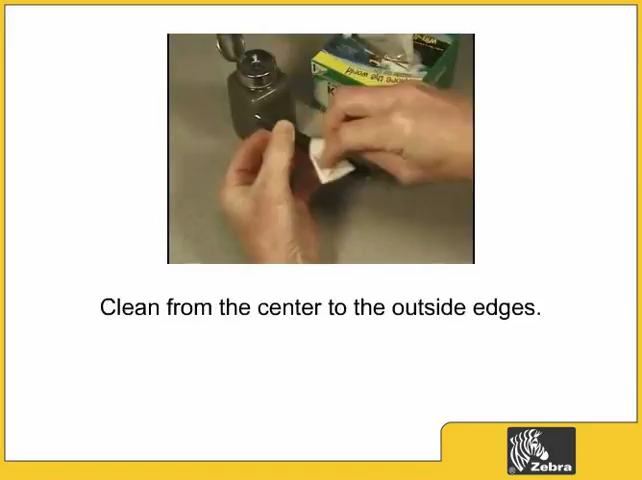 Clean from the center to the outside edges.
Zebra